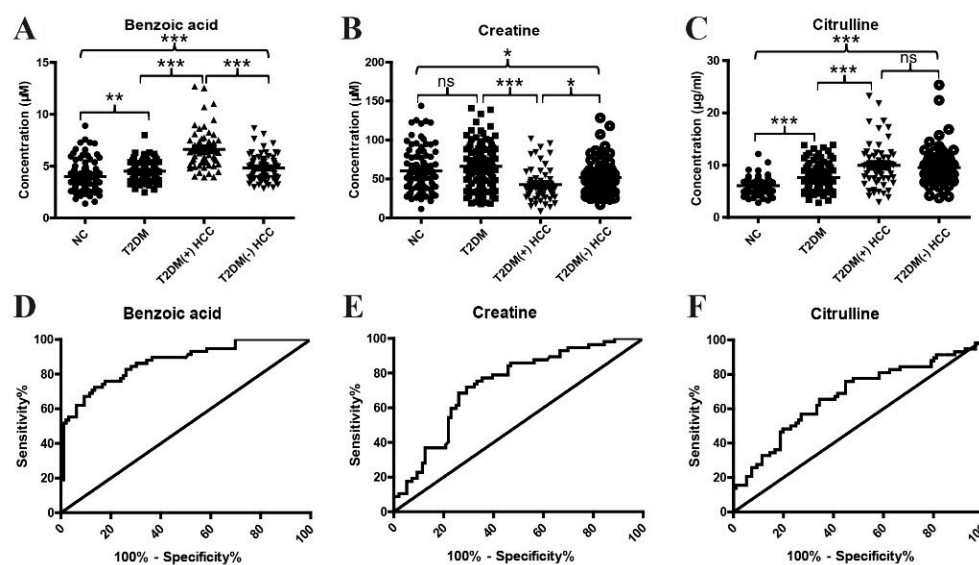 A
Benzoic acid
Concentration (µM)
15
10
5
0
***
***
***
**
NC
T2DM
T2DM(+) HCC
T2DM(-) HCC
B
Creatine
Concentration (µM)
200
150
100
50
0
*
ns
***
*
NC
T2DM
T2DM(+) HCC
T2DM(-) HCC
C
Citrulline
Concentration (µg/ml)
30
20
10
0
***
ns
***
***
NC
T2DM
T2DM(+) HCC
T2DM(-) HCC
D
Benzoic acid
Sensitivity%
100
80
60
40
20
0
0 20 40 60 80 100
100% - Specificity%
E
Creatine
Sensitivity%
100
80
60
40
20
0
0 20 40 60 80 100
100% - Specificity%
F
Citrulline
Sensitivity%
100
80
60
40
20
0
0 20 40 60 80 100
100% - Specificity%